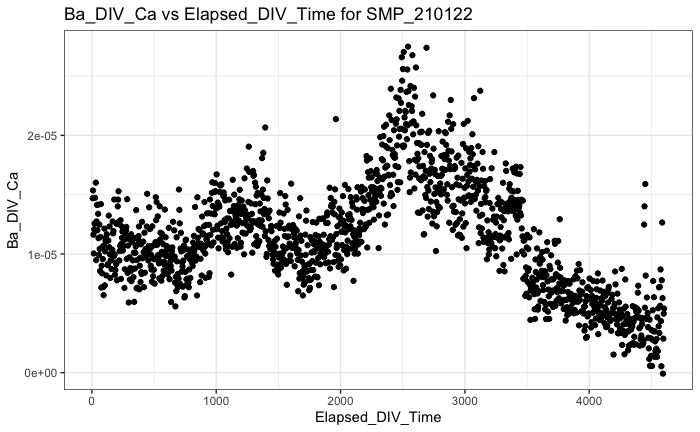 Ba_DIV_Ca vs Elapsed_DIV_Time for SMP_210122
Ba_DIV_Ca
2e-05
1e-05
0e+00
0 1000 2000 3000 4000
Elapsed_DIV_Time